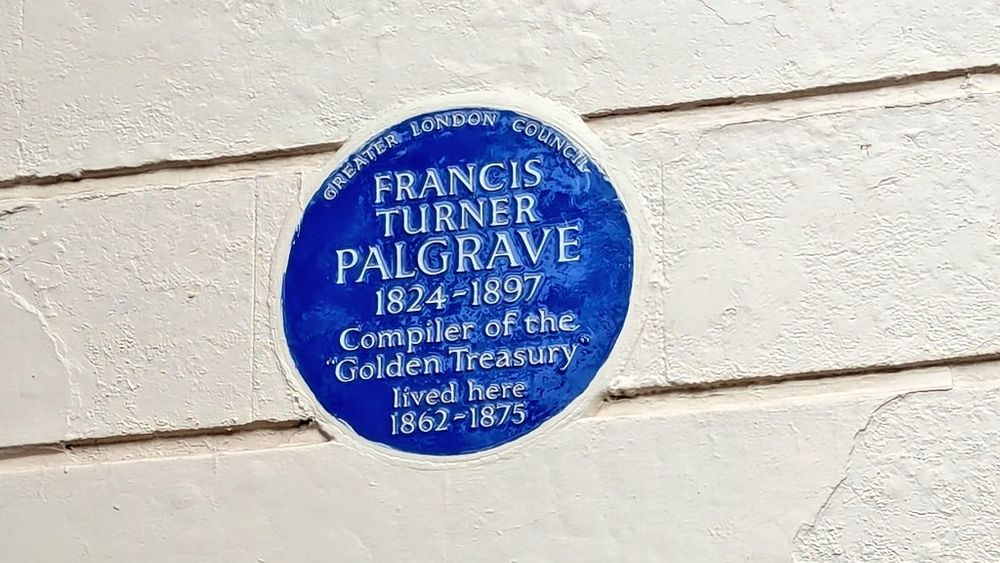 GREATER LONDON COUNCIL
FRANCIS
TURNER
PALGRAVE
1824-1897
Compiler of the
"Golden Treasury"
lived here
1862-1875